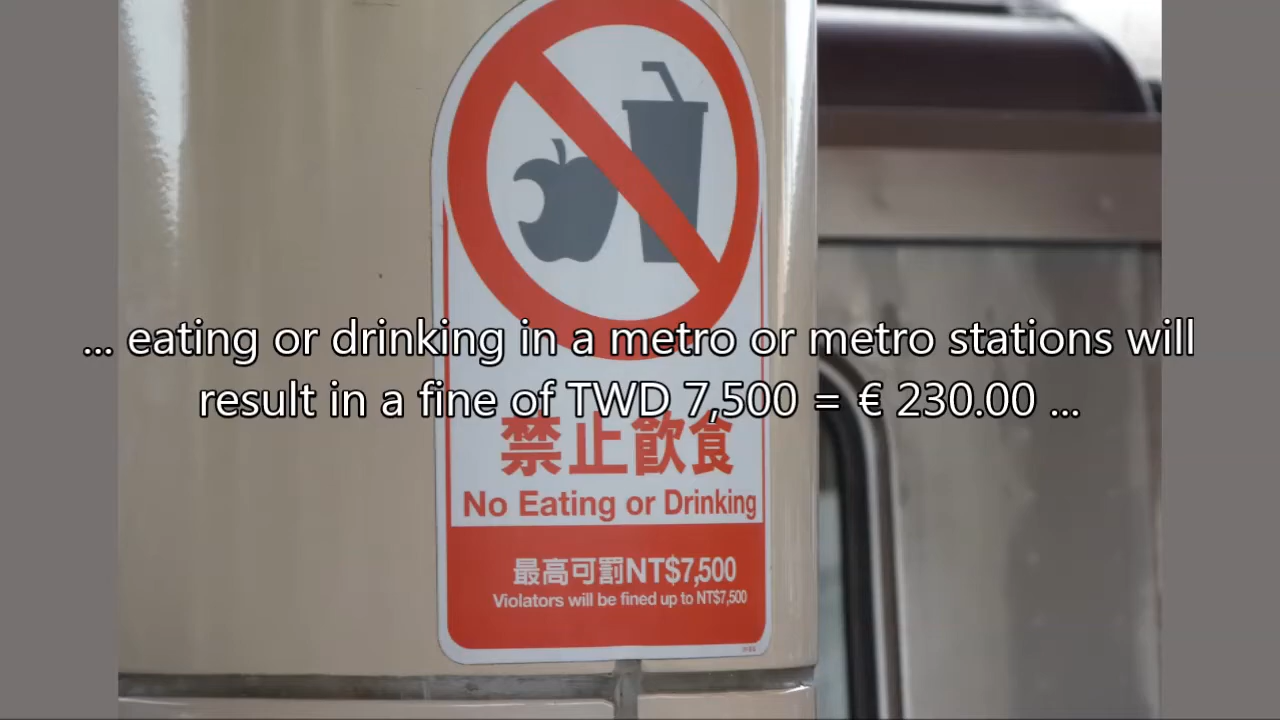 ... eating or drinking in a metro or metro stations will
result in a fine of TWD 7,500 = € 230.00 ...
禁止飲食
No Eating or Drinking
最高可罰NT$7,500
Violators will be fined up to NT$7,500